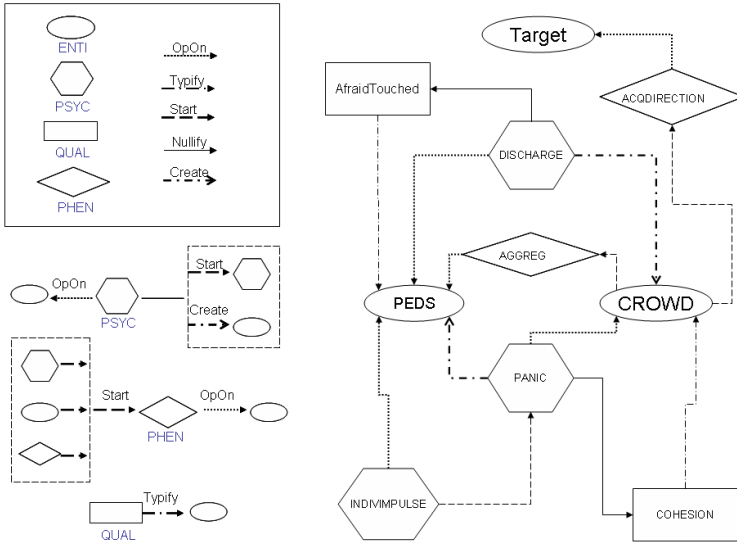 ENTI
PSYC
QUAL
PHEN
OpOn
Typify
Start
Nullify
Create
OpOn
PSYC
Start
Create
Start
PHEN
OpOn
Typify
QUAL
Target
AfraidTouched
ACQDIRECTION
DISCHARGE
AGGREG
PEDS
CROWD
PANIC
INDIVIMPULSE
COHESION